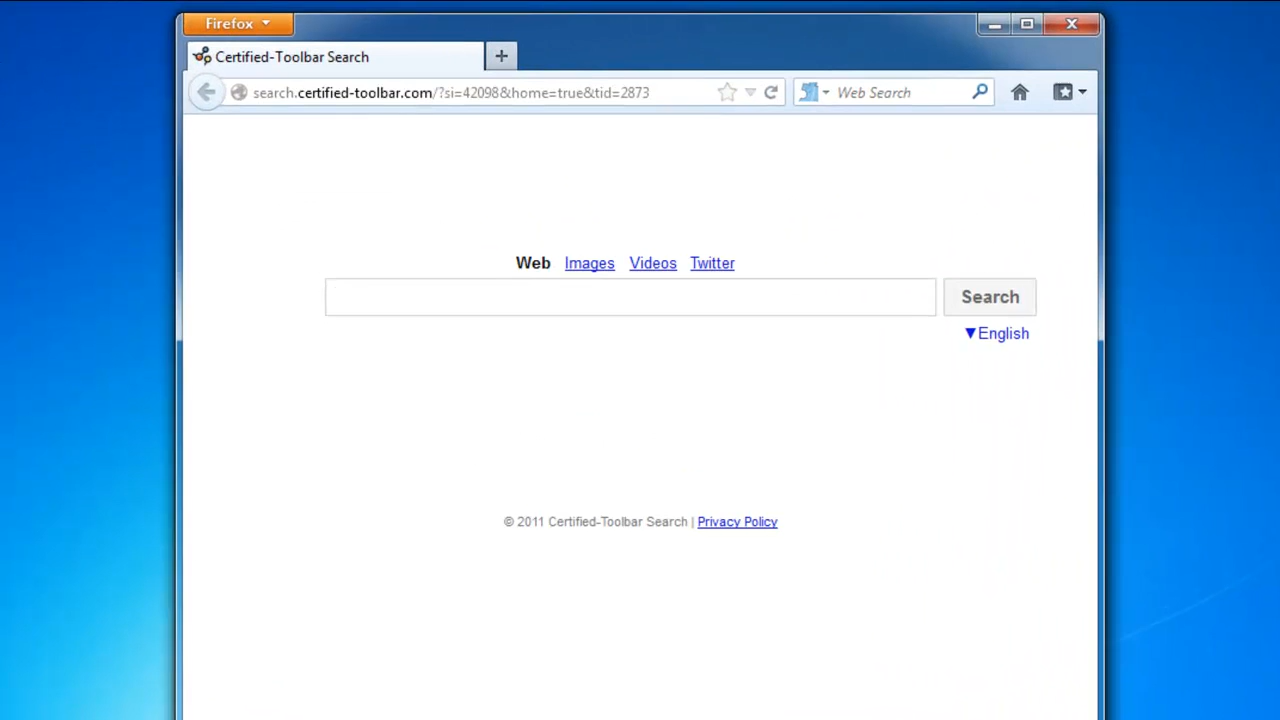 Firefox
Certified-Toolbar Search
search.certified-toolbar.com/?si=42098&home=true&tid=2873
Web Search
Web Images Videos Twitter
Search
▼English
© 2011 Certified-Toolbar Search | Privacy Policy